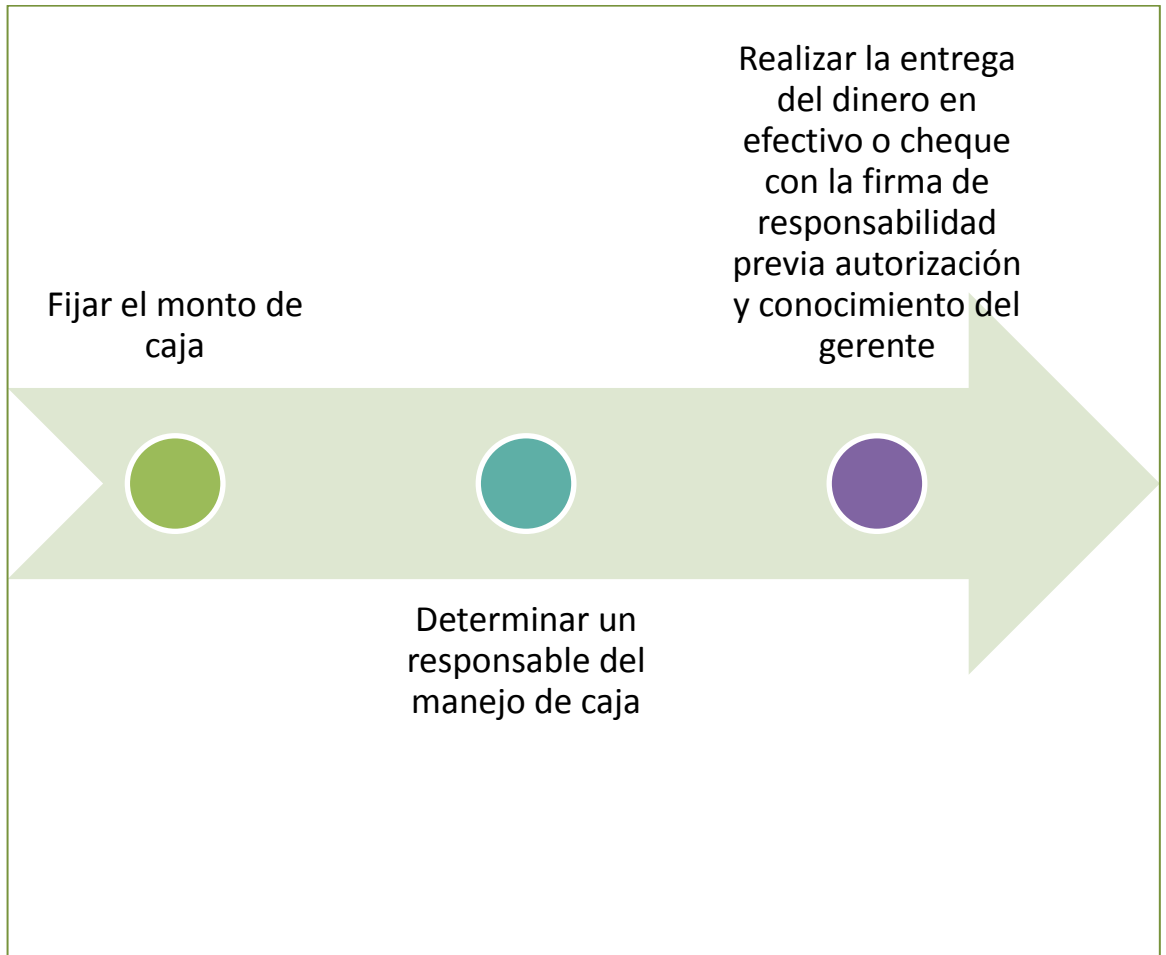 Fijar el monto de
caja
Determinar un
responsable del
manejo de caja
Realizar la entrega
del dinero en
efectivo o cheque
con la firma de
responsabilidad
previa autorización
y conocimiento del
gerente